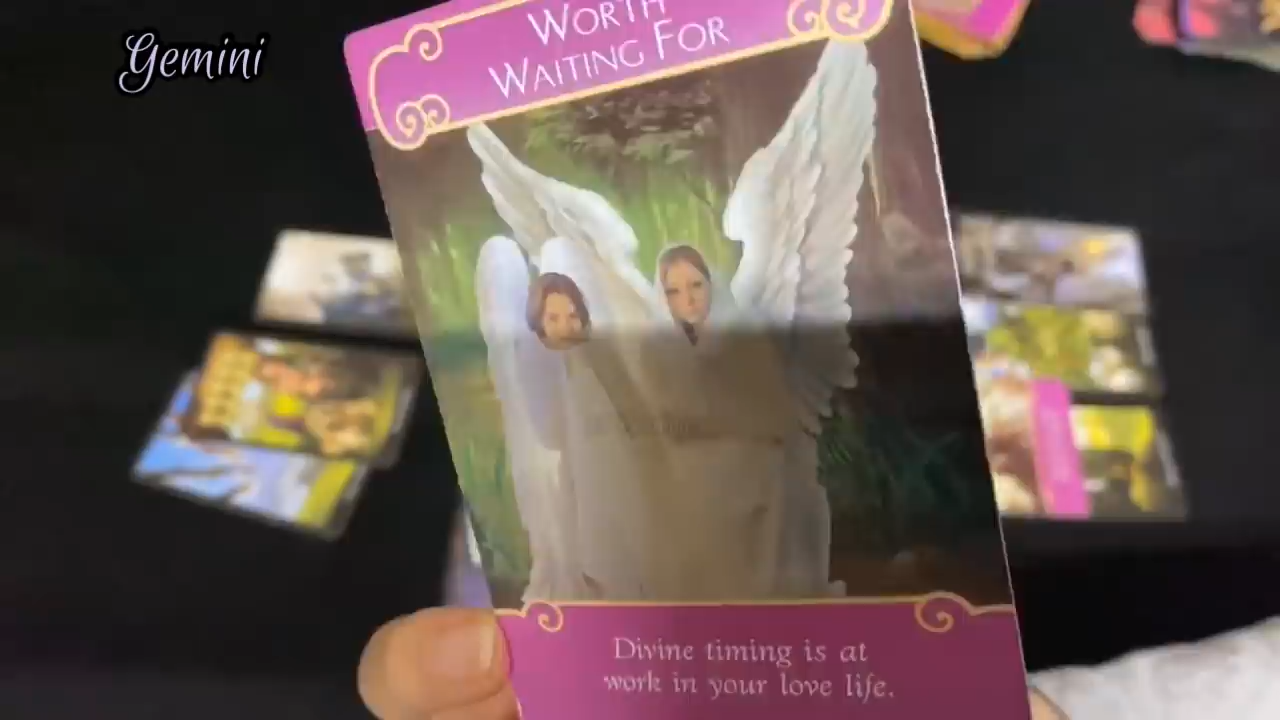 Gemini
WORTH
WAITING FOR
Divine timing is at
work in your love life.